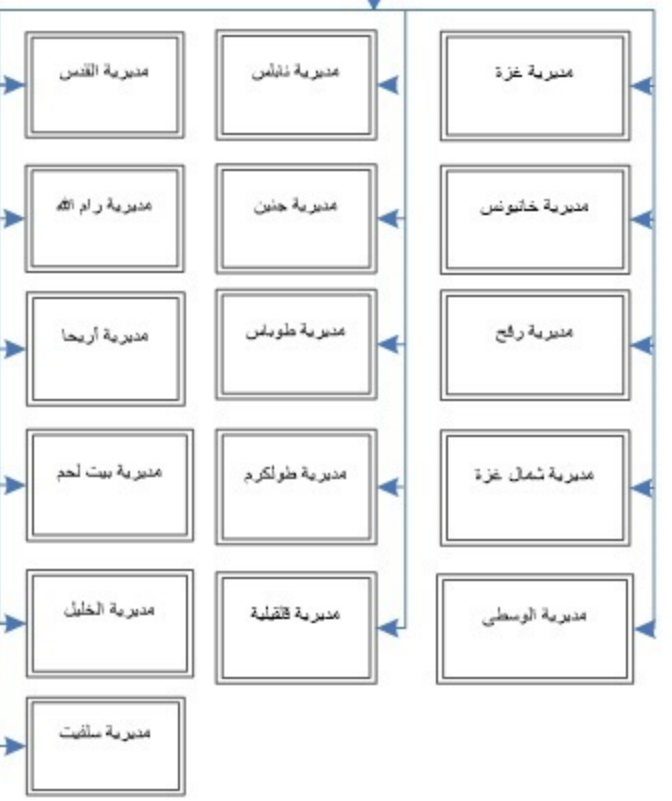 مديرية غزة
مديرية خانيونس
مديرية رفح
مديرية شمال غزة
مديرية الوسطى
مديرية نابلس
مديرية جنين
مديرية طوباس
مديرية طولكرم
مديرية قلقيلية
مديرية القدس
مديرية رام الله
مديرية أريحا
مديرية بيت لحم
مديرية الخليل
مديرية سلفيت